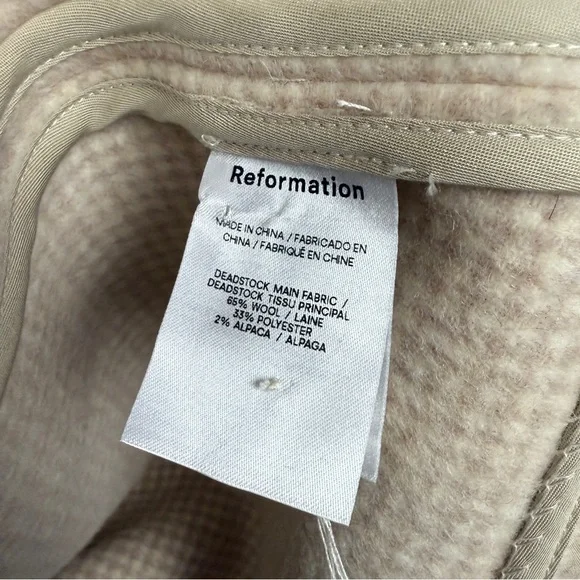 Reformation
MADE IN CHINA / FABRICADO EN
CHINA / FABRIQUÉ EN CHINE
DEADSTOCK MAIN FABRIC /
DEADSTOCK TISSU PRINCIPAL
65% WOOL / LAINE
33% POLYESTER
2% ALPACA / ALPAGA